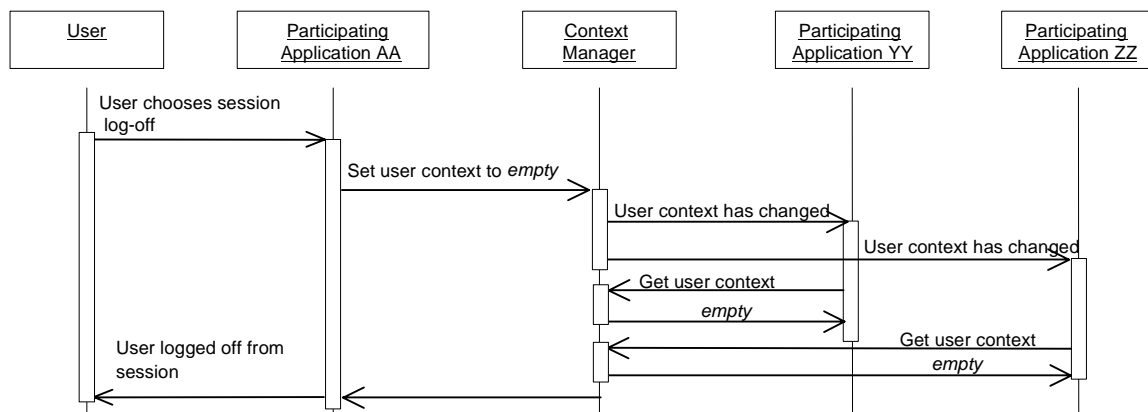 User
Participating
Application AA
Context
Manager
Participating
Application YY
Participating
Application ZZ
User chooses session
log-off
Set user context to empty
User context has changed
User context has changed
Get user context
empty
Get user context
empty
User logged off from
session